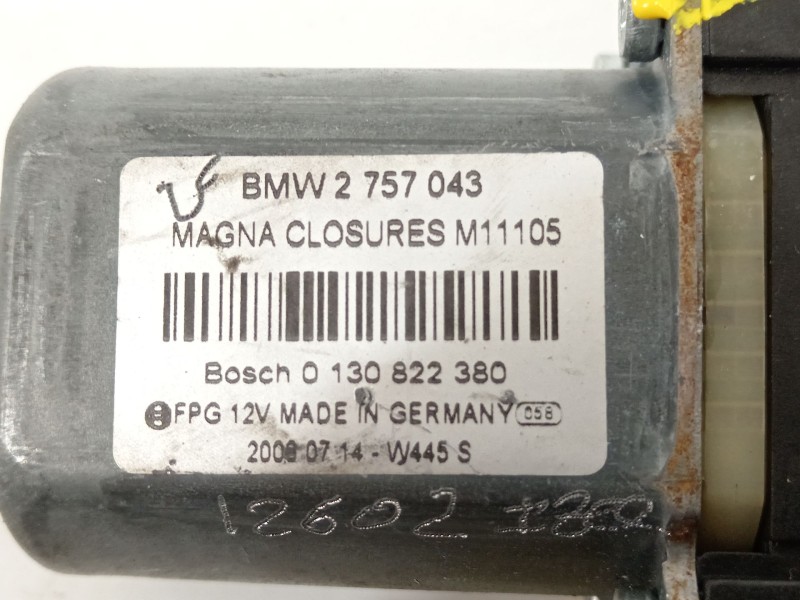 BMW 2 757 043
MAGNA CLOSURES M11105
Bosch 0 130 822 380
FPG 12V MADE IN GERMANY 058
07 14 - W445 S
12602